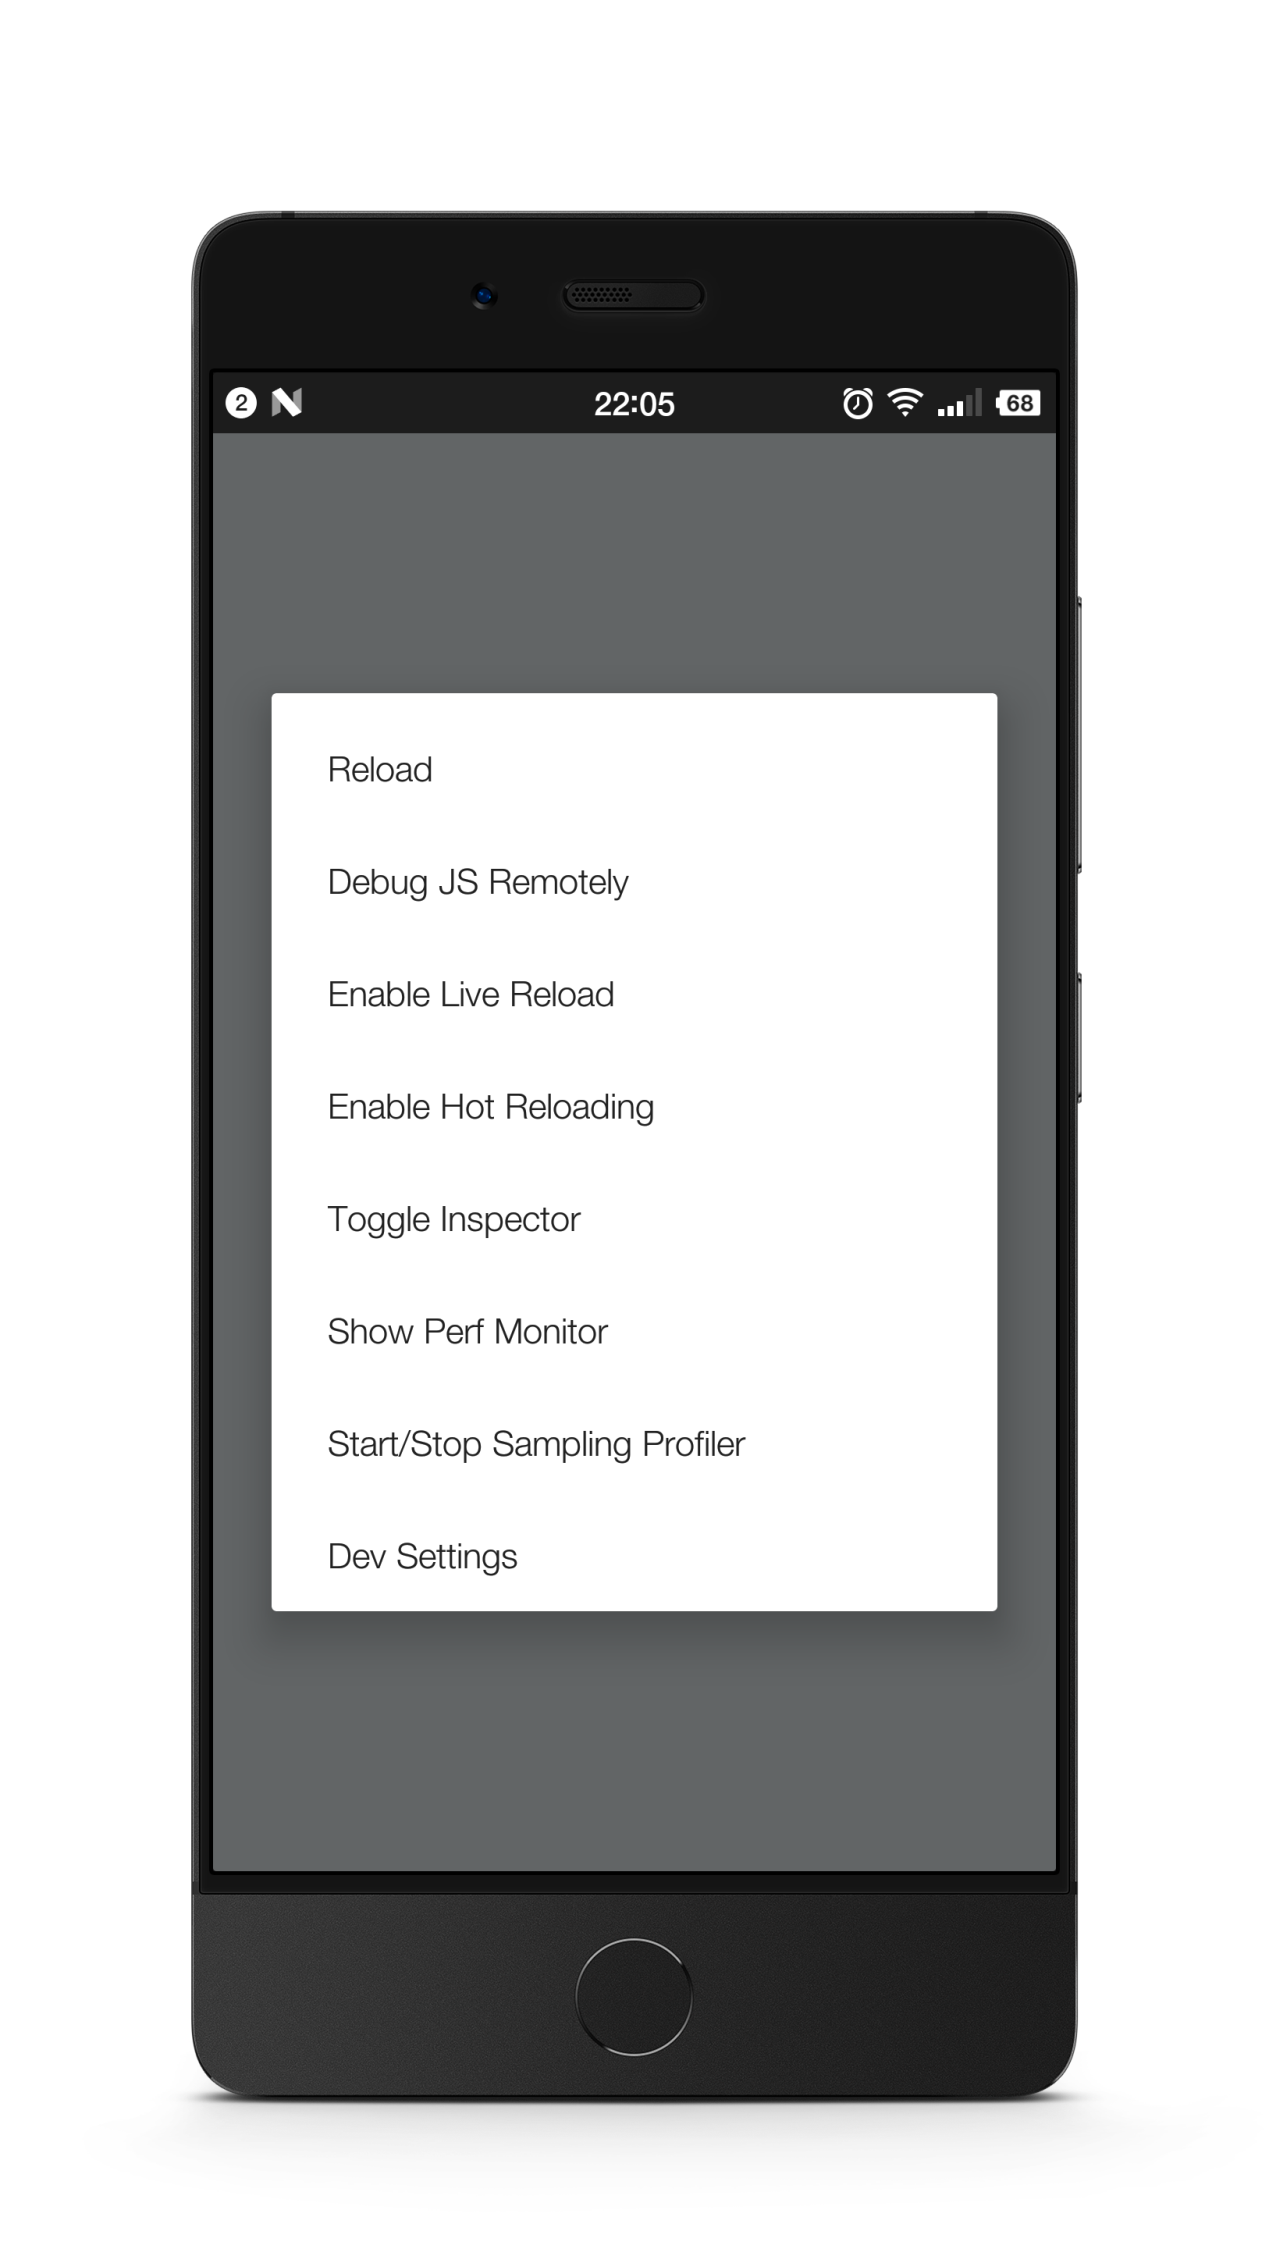 2
22:05
68
Reload
Debug JS Remotely
Enable Live Reload
Enable Hot Reloading
Toggle Inspector
Show Perf Monitor
Start/Stop Sampling Profiler
Dev Settings